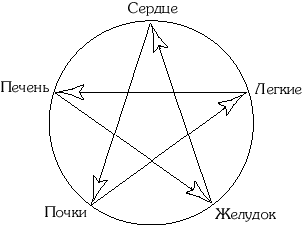 Сердце
Печень
Легкие
Почки
Желудок